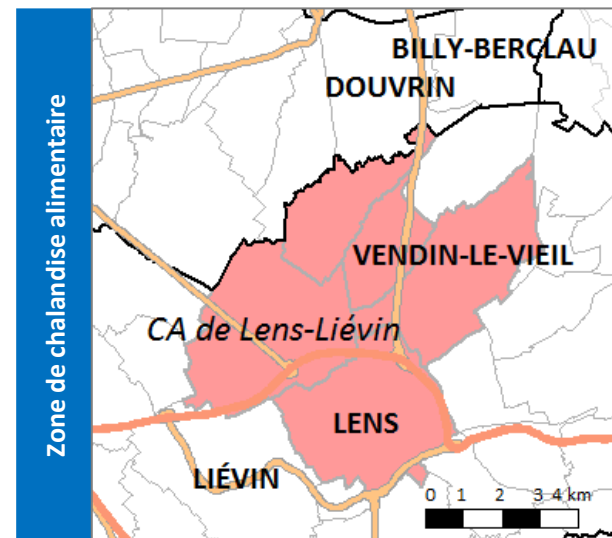 Zone de chalandise alimentaire
BILLY-BERCLAU
DOUVRIN
VENDIN-LE-VIEIL
CA de Lens-Liévin
LENS
LIÉVIN
0 1 2 3 4 km